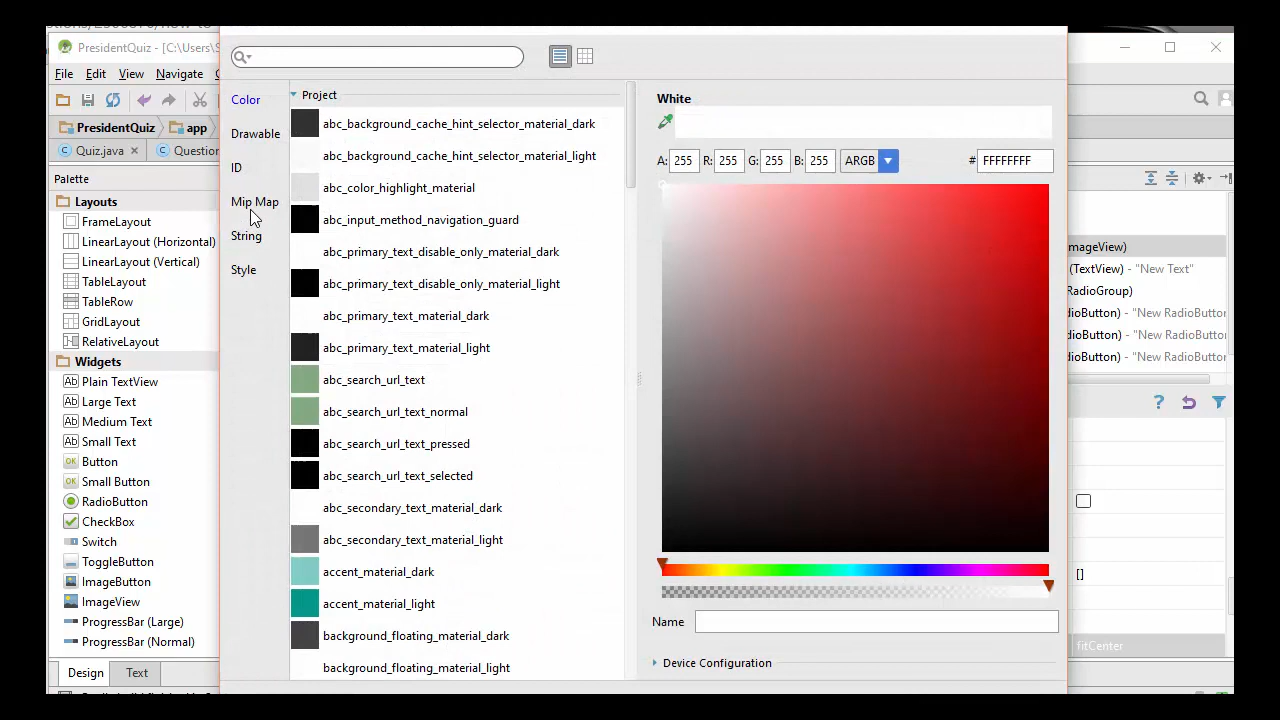 PresidentQuiz - [C:\Users\S
File
Edit
View
Navigate
PresidentQuiz
app
Quiz.java
Question
Palette
Layouts
FrameLayout
LinearLayout (Horizontal)
LinearLayout (Vertical)
TableLayout
TableRow
GridLayout
RelativeLayout
Widgets
Plain TextView
Large Text
Medium Text
Small Text
Button
Small Button
RadioButton
CheckBox
Switch
ToggleButton
ImageButton
ImageView
ProgressBar (Large)
ProgressBar (Normal)
Design
Text
Color
Drawable
ID
Mip Map
String
Style
Project
abc_background_cache_hint_selector_material_dark
abc_background_cache_hint_selector_material_light
abc_color_highlight_material
abc_input_method_navigation_guard
abc_primary_text_disable_only_material_dark
abc_primary_text_disable_only_material_light
abc_primary_text_material_dark
abc_primary_text_material_light
abc_search_url_text
abc_search_url_text_normal
abc_search_url_text_pressed
abc_search_url_text_selected
abc_secondary_text_material_dark
abc_secondary_text_material_light
accent_material_dark
accent_material_light
background_floating_material_dark
background_floating_material_light
White
A: 255 R: 255 G: 255 B: 255 ARGB # FFFFFFFF
Name
Device Configuration
mageView)
(TextView) - "New Text"
RadioGroup)
dioButton) - "New RadioButton
dioButton) - "New RadioButton
dioButton) - "New RadioButton
[]
fitCenter